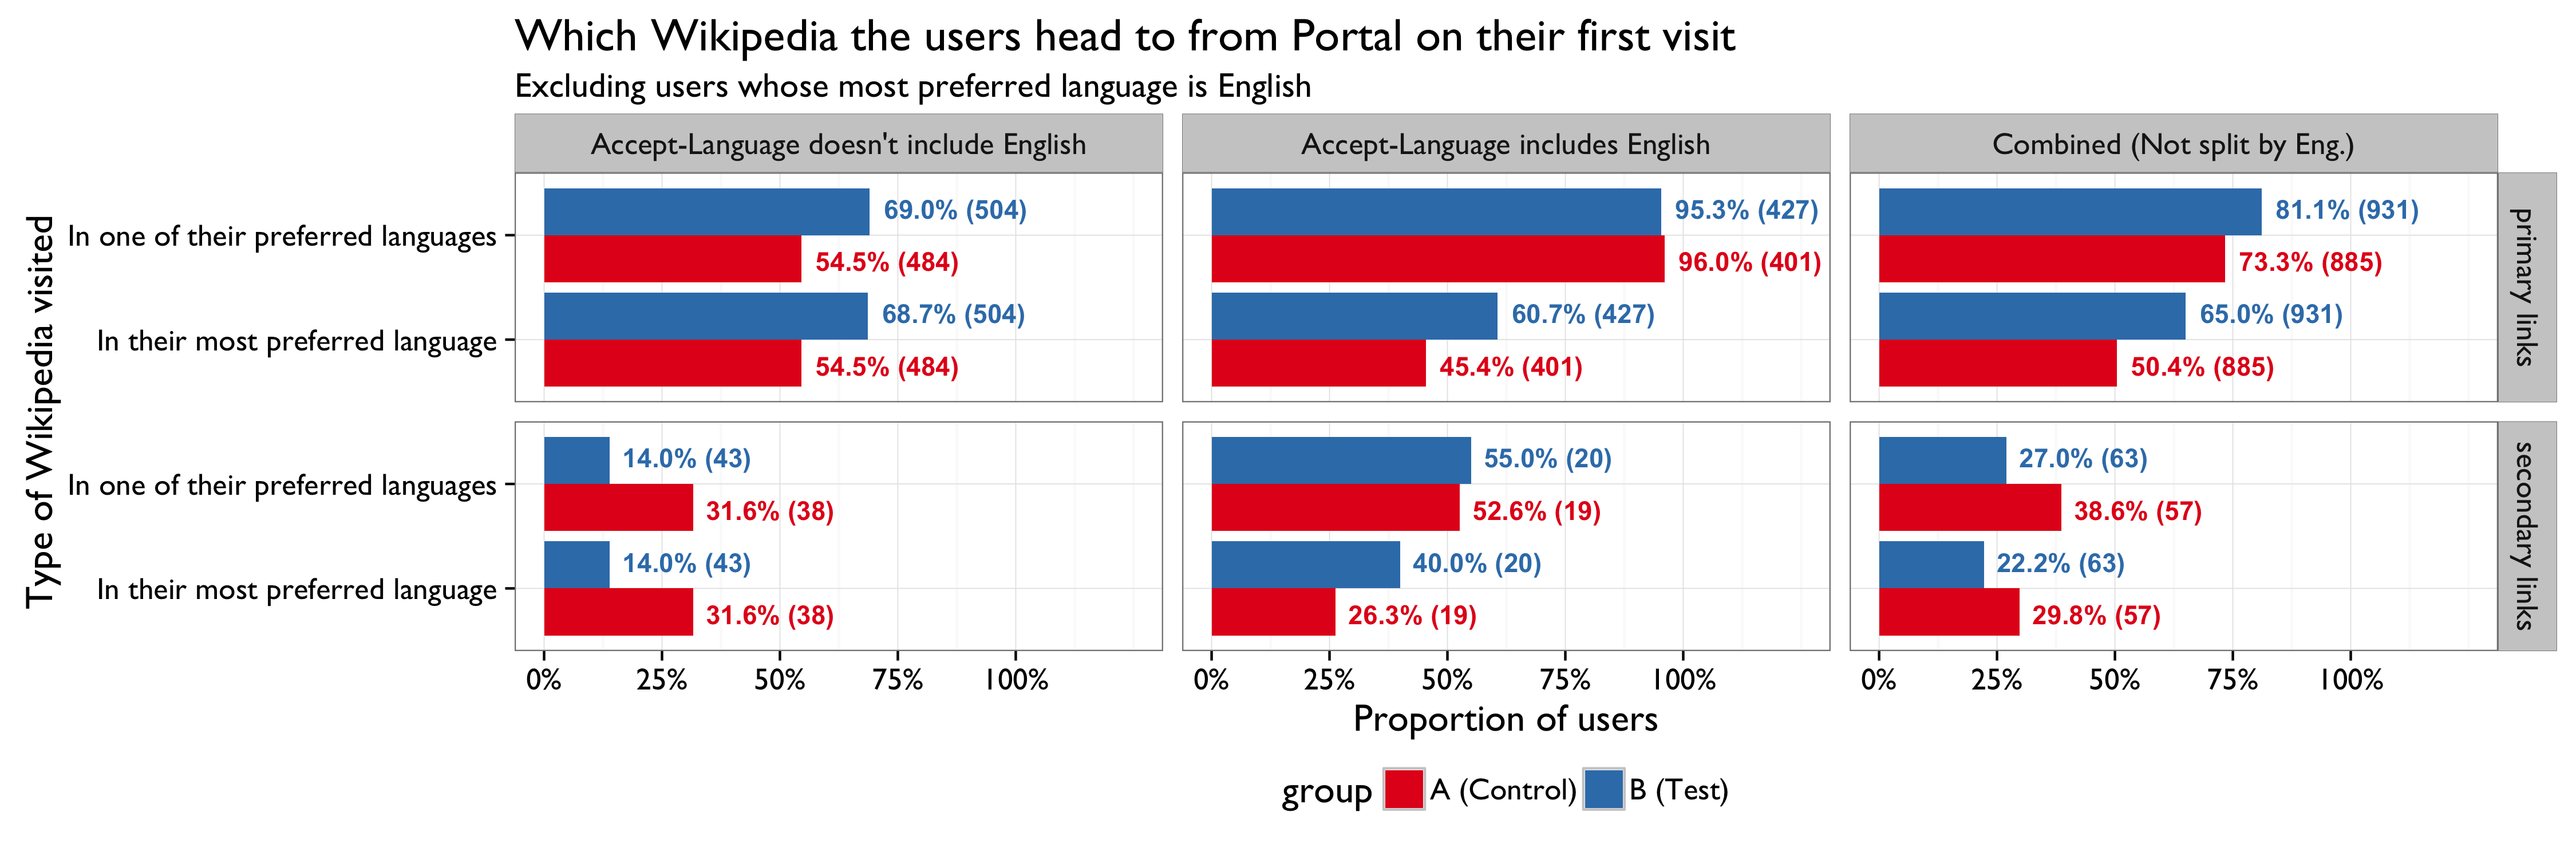 Which Wikipedia the users head to from Portal on their first visit
Excluding users whose most preferred language is English
Accept-Language doesn't include English
Accept-Language includes English
Combined (Not split by Eng.)
Type of Wikipedia visited
In one of their preferred languages
69.0% (504)
54.5% (484)
95.3% (427)
96.0% (401)
81.1% (931)
73.3% (885)
In their most preferred language
68.7% (504)
54.5% (484)
60.7% (427)
45.4% (401)
65.0% (931)
50.4% (885)
primary links
In one of their preferred languages
14.0% (43)
31.6% (38)
55.0% (20)
52.6% (19)
27.0% (63)
38.6% (57)
In their most preferred language
14.0% (43)
31.6% (38)
40.0% (20)
26.3% (19)
22.2% (63)
29.8% (57)
secondary links
0% 25% 50% 75% 100%
0% 25% 50% 75% 100%
0% 25% 50% 75% 100%
Proportion of users
group A (Control) B (Test)